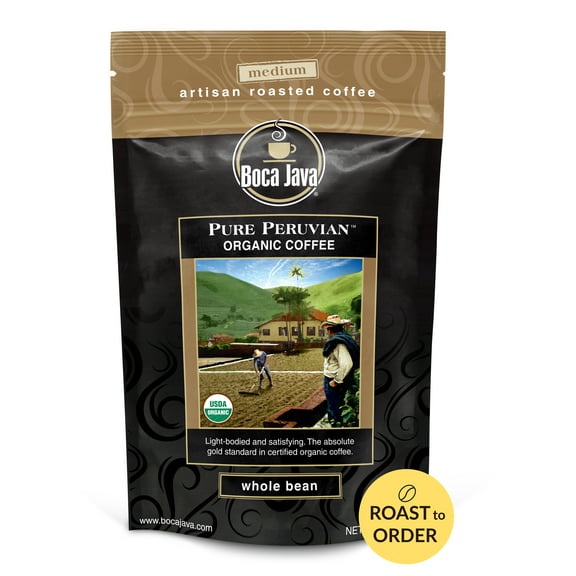 medium
artisan roasted coffee
Boca Java®
PURE PERUVIAN™
ORGANIC COFFEE
USDA
ORGANIC
Light-bodied and satisfying. The absolute
gold standard in certified organic coffee.
whole bean
www.bocajava.com
NE
ROAST to
ORDER